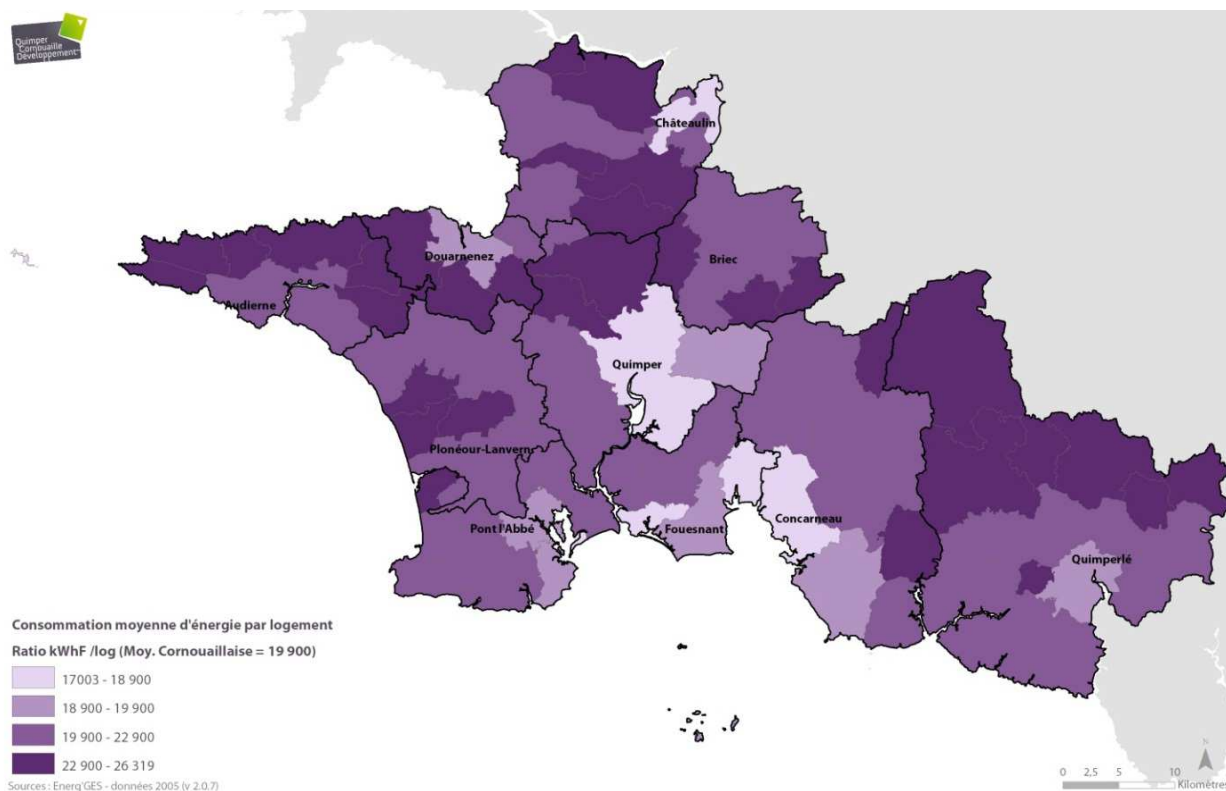 Quimper
Cornouaille
Développement
Châteaulin
Douarnenez
Briec
Audierne
Quimper
Plonéour-Lanvern
Concarneau
Pont l'Abbé
Fouesnant
Quimperlé
Consommation moyenne d'énergie par logement
Ratio kWhF /log (Moy. Cornouaillaise = 19 900)
17003 - 18 900
18 900 - 19 900
19 900 - 22 900
22 900 - 26 319
Sources : Energ'GES - données 2005 (v 2.0.7)
N
0 2,5 5 10
Kilomètres